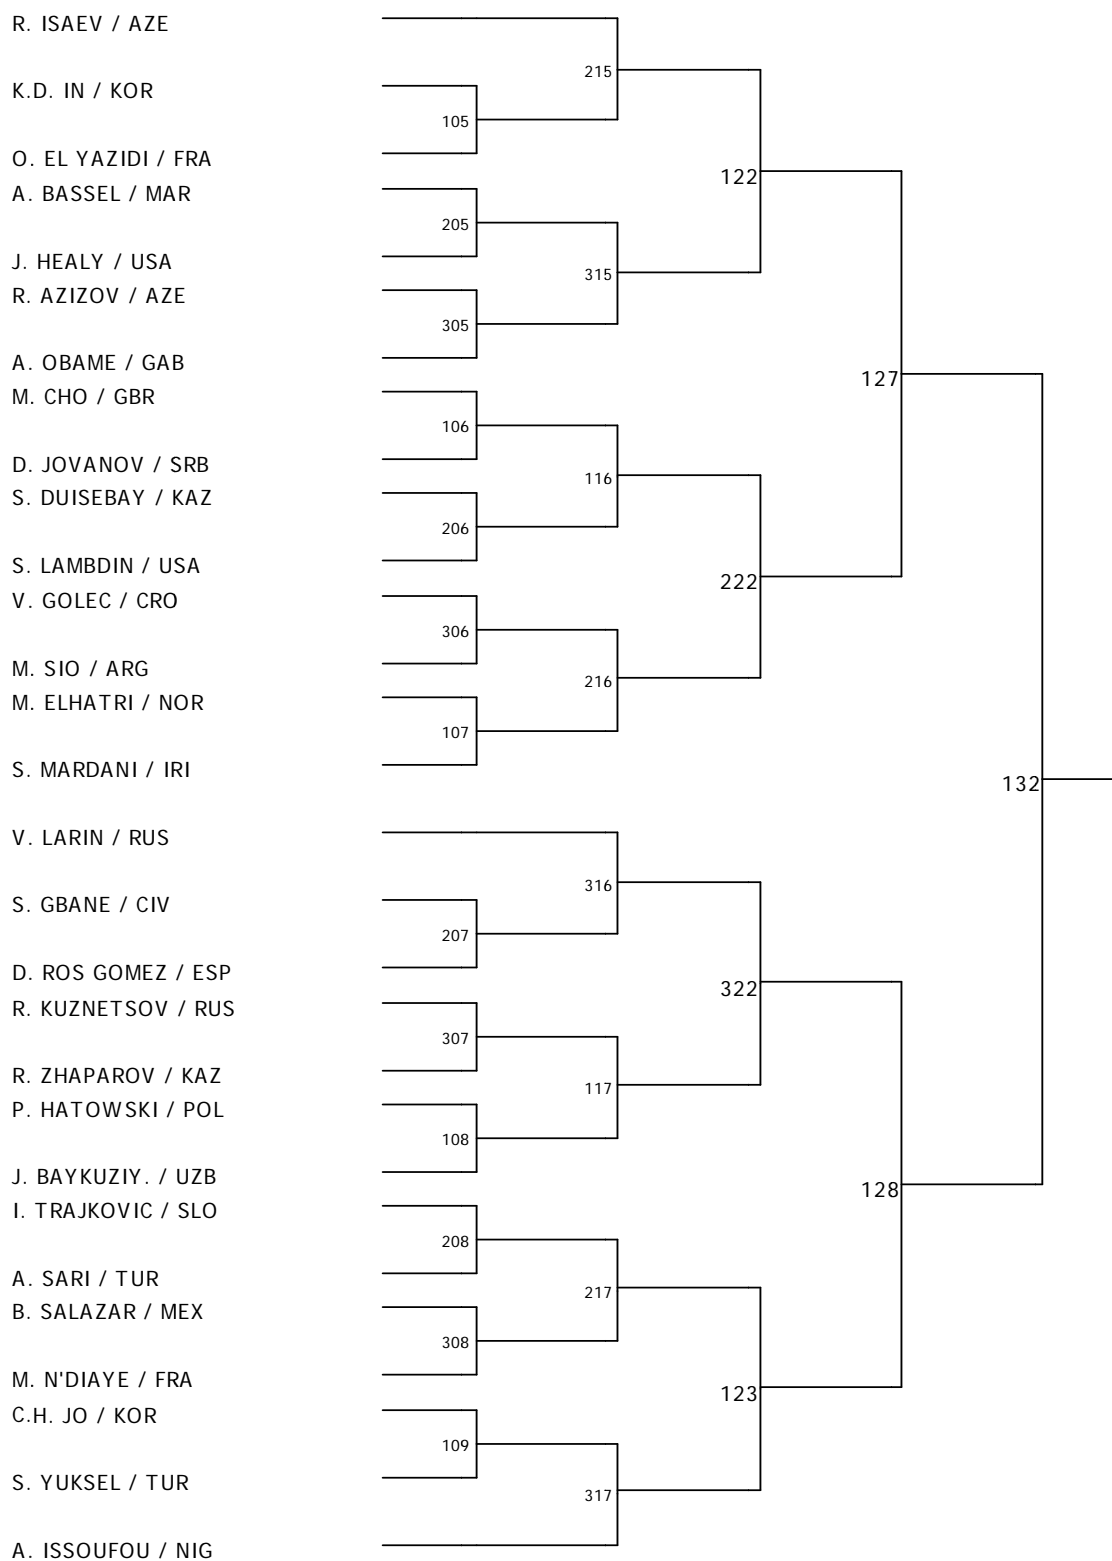 R. ISAEV / AZE
215
K.D. IN / KOR
105
O. EL YAZIDI / FRA
122
A. BASSEL / MAR
205
J. HEALY / USA
315
R. AZIZOV / AZE
305
A. OBAME / GAB
127
M. CHO / GBR
106
D. JOVANOV / SRB
116
S. DUISEBAY / KAZ
206
S. LAMBDIN / USA
222
V. GOLEC / CRO
306
M. SIO / ARG
216
M. ELHATRI / NOR
107
S. MARDANI / IRI
132
V. LARIN / RUS
316
S. GBANE / CIV
207
D. ROS GOMEZ / ESP
322
R. KUZNETSOV / RUS
307
R. ZHAPAROV / KAZ
117
P. HATOWSKI / POL
108
J. BAYKUZIY. / UZB
128
I. TRAJKOVIC / SLO
208
A. SARI / TUR
217
B. SALAZAR / MEX
308
M. N'DIAYE / FRA
123
C.H. JO / KOR
109
S. YUKSEL / TUR
317
A. ISSOUFOU / NIG